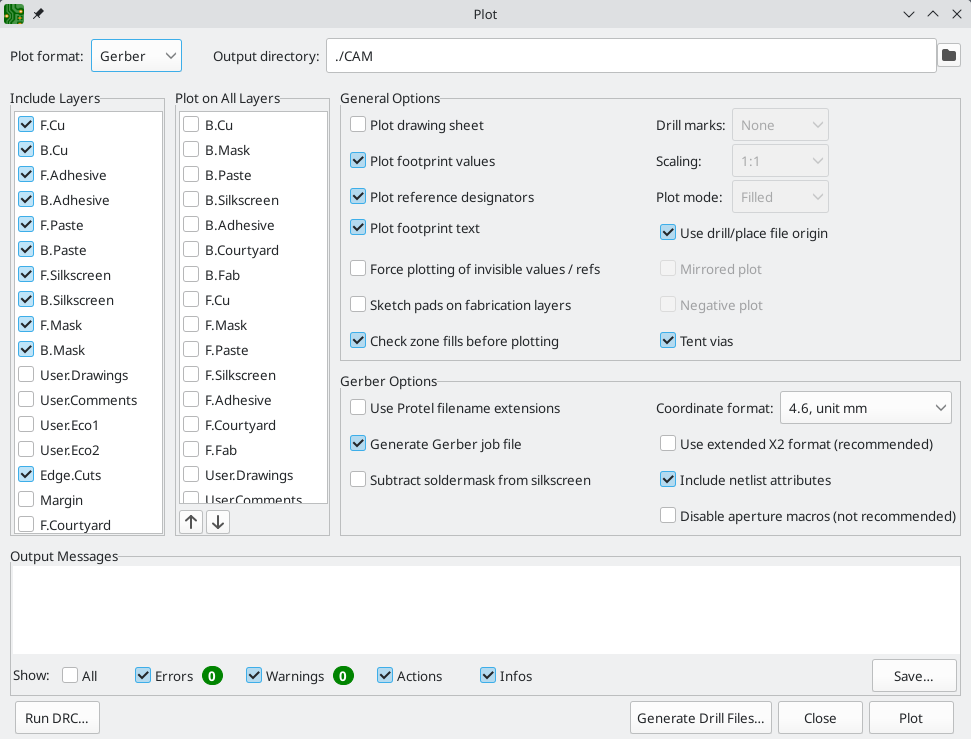 Plot
Plot format: Gerber Output directory: ./CAM
Include Layers
F.Cu
B.Cu
F.Adhesive
B.Adhesive
F.Paste
B.Paste
F.Silkscreen
B.Silkscreen
F.Mask
B.Mask
User.Drawings
User.Comments
User.Eco1
User.Eco2
Edge.Cuts
Margin
F.Courtyard
Plot on All Layers
B.Cu
B.Mask
B.Paste
B.Silkscreen
B.Adhesive
B.Courtyard
B.Fab
F.Cu
F.Mask
F.Paste
F.Silkscreen
F.Adhesive
F.Courtyard
F.Fab
User.Drawings
User.Comments
General Options
Plot drawing sheet
Plot footprint values
Plot reference designators
Plot footprint text
Force plotting of invisible values / refs
Sketch pads on fabrication layers
Check zone fills before plotting
Drill marks: None
Scaling: 1:1
Plot mode: Filled
Use drill/place file origin
Mirrored plot
Negative plot
Tent vias
Gerber Options
Use Protel filename extensions
Generate Gerber job file
Subtract soldermask from silkscreen
Coordinate format: 4.6, unit mm
Use extended X2 format (recommended)
Include netlist attributes
Disable aperture macros (not recommended)
Output Messages
Show: All Errors 0 Warnings 0 Actions Infos Save...
Run DRC... Generate Drill Files... Close Plot